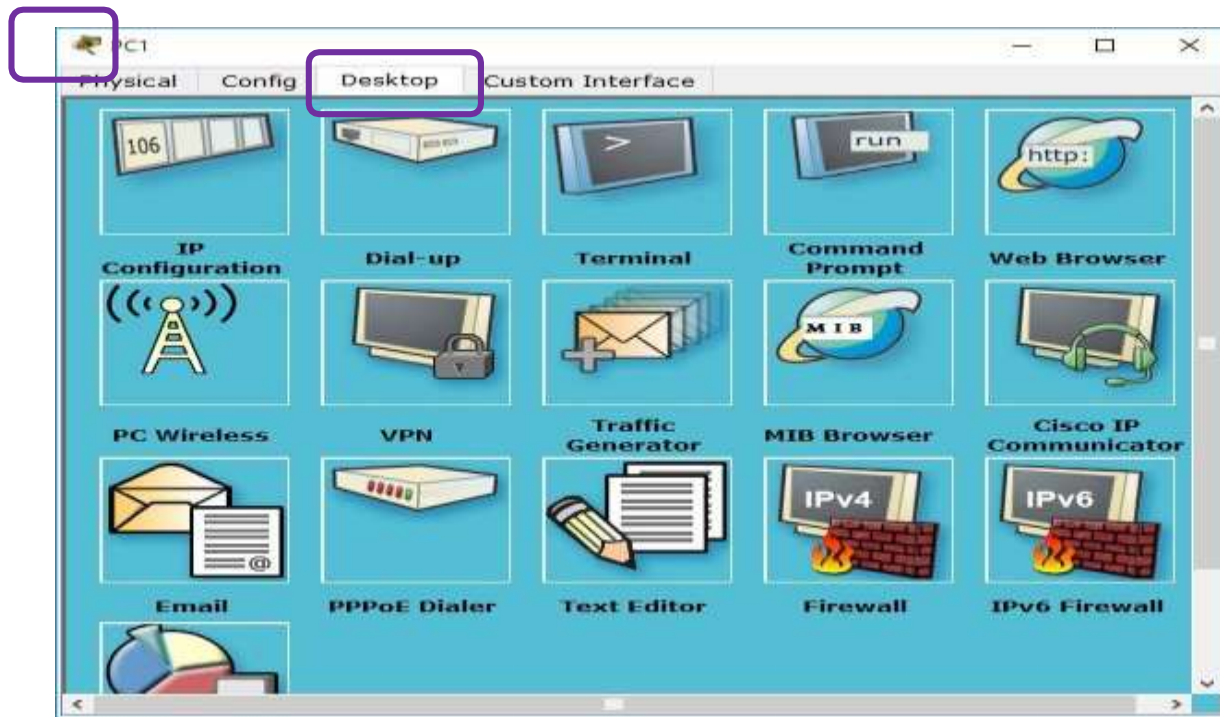 PC1
Physical Config Desktop Custom Interface
106
>
run
http:
IP
Configuration
Dial-up
Terminal
Command
Prompt
Web Browser
MIB
PC Wireless
VPN
Traffic
Generator
MIB Browser
Cisco IP
Communicator
@
IPv4
IPv6
Email
PPPoE Dialer
Text Editor
Firewall
IPv6 Firewall